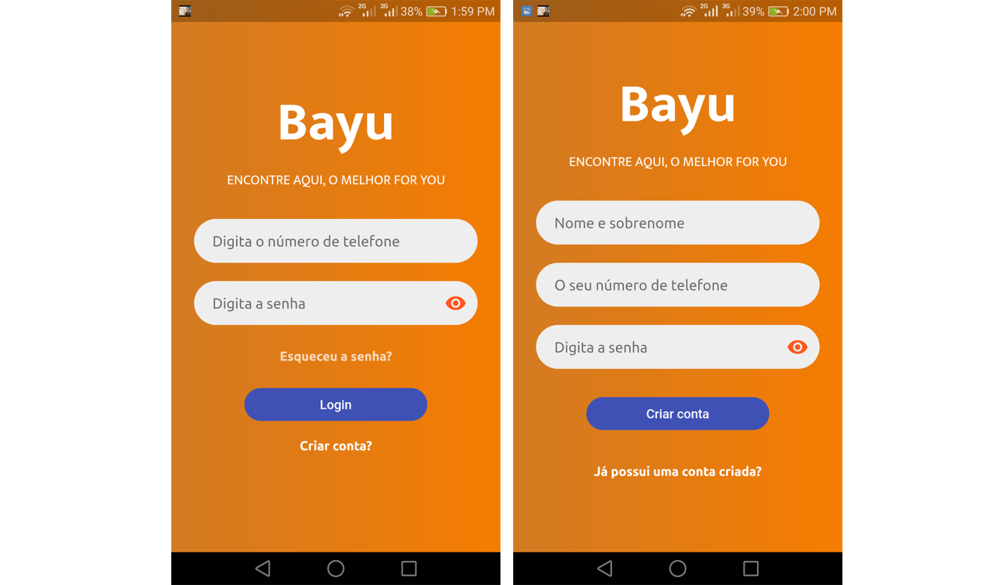 2G 3G 38% 1:59 PM
Bayu
ENCONTRE AQUI, O MELHOR FOR YOU
Digita o número de telefone
Digita a senha
Esqueceu a senha?
Login
Criar conta?
2G 3G 39% 2:00 PM
Bayu
ENCONTRE AQUI, O MELHOR FOR YOU
Nome e sobrenome
O seu número de telefone
Digita a senha
Criar conta
Já possui uma conta criada?